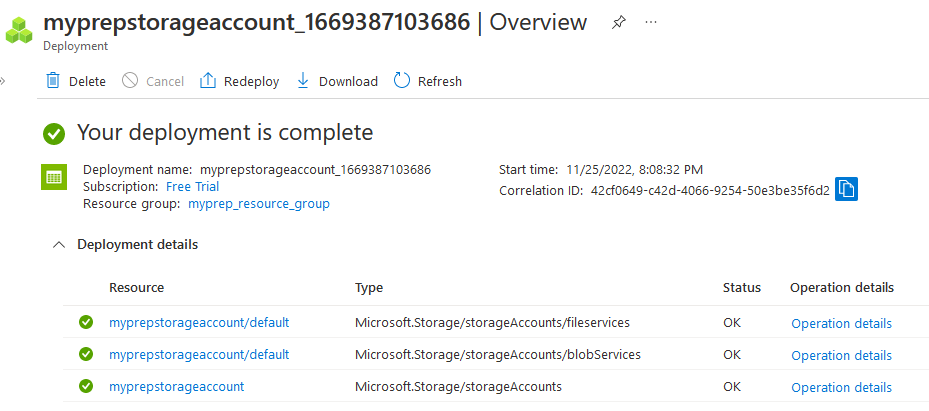 myprepstorageaccount_1669387103686 | Overview
Deployment
Delete Cancel Redeploy Download Refresh
Your deployment is complete
Deployment name: myprepstorageaccount_1669387103686 Start time: 11/25/2022, 8:08:32 PM
Subscription: Free Trial Correlation ID: 42cf0649-c42d-4066-9254-50e3be35f6d2
Resource group: myprep_resource_group
Deployment details
Resource Type Status Operation details
myprepstorageaccount/default Microsoft.Storage/storageAccounts/fileservices OK Operation details
myprepstorageaccount/default Microsoft.Storage/storageAccounts/blobServices OK Operation details
myprepstorageaccount Microsoft.Storage/storageAccounts OK Operation details